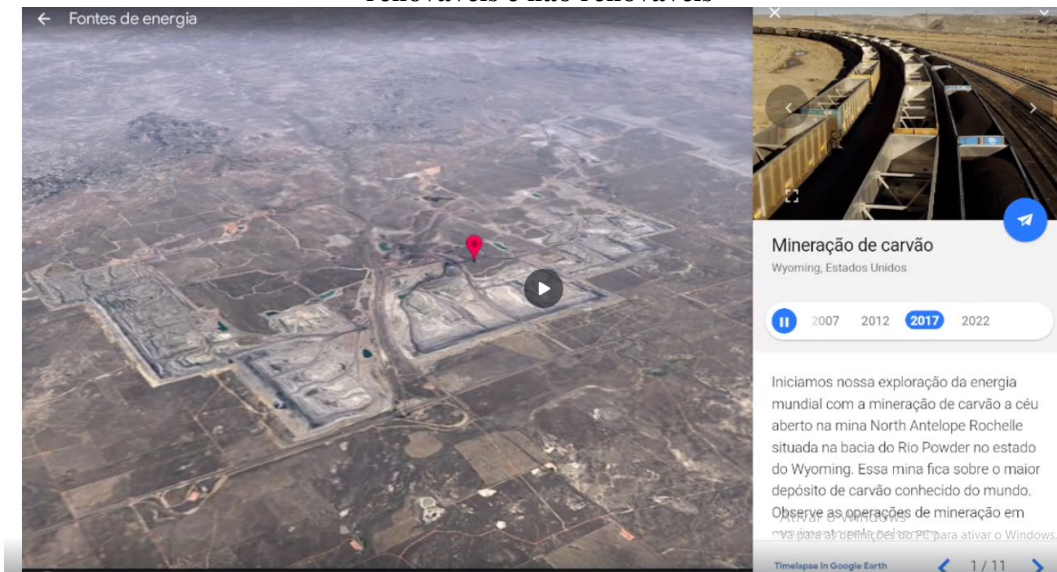 renováveis e não renováveis
Fontes de energia
Mineração de carvão
Wyoming, Estados Unidos
2007 2012 2017 2022
Iniciamos nossa exploração da energia
mundial com a mineração de carvão a céu
aberto na mina North Antelope Rochelle
situada na bacia do Rio Powder no estado
do Wyoming. Essa mina fica sobre o maior
depósito de carvão conhecido do mundo.
Observe as operações de mineração em
Ativar o Windows
Vá para as definições do PC para ativar o Windows.
Timelapse in Google Earth
1 / 11